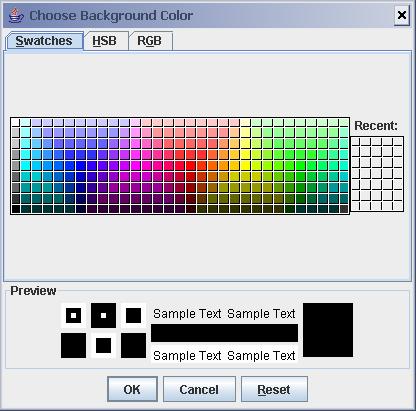 Choose Background Color
Swatches HSB RGB
Recent:
Preview
Sample Text Sample Text
Sample Text Sample Text
OK Cancel Reset